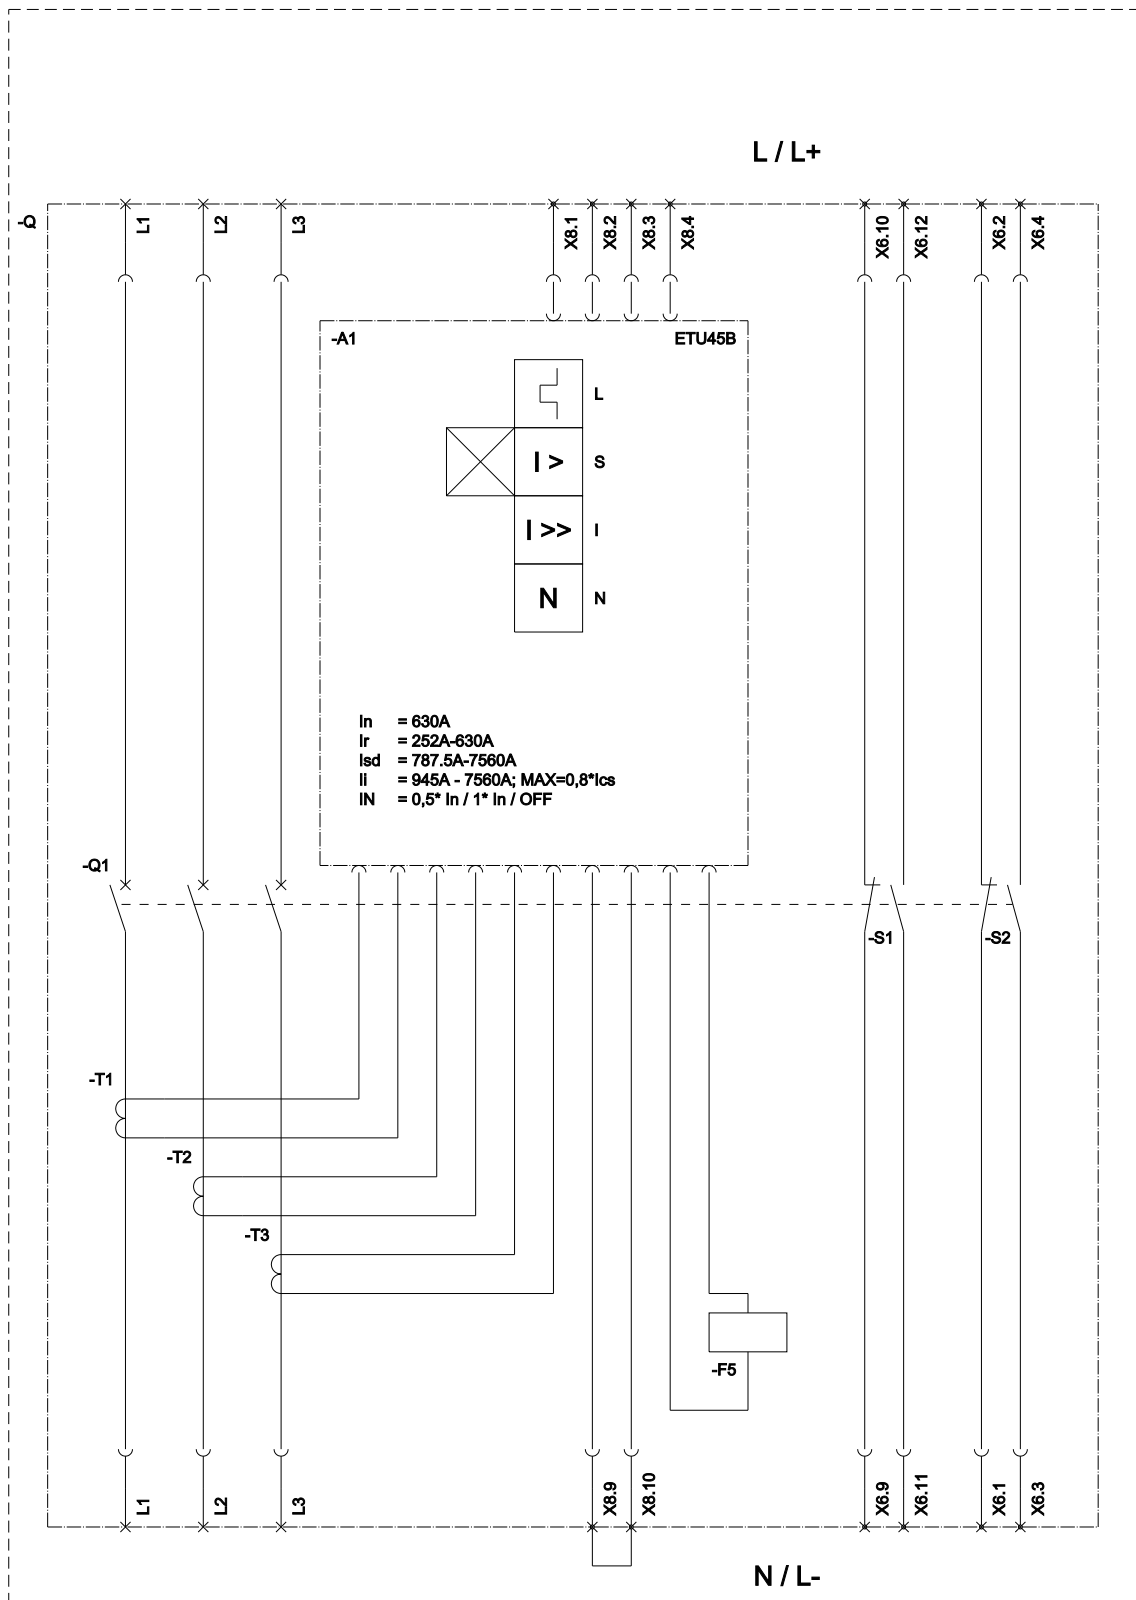 L / L+
-Q
L1
L2
L3
X8.1
X8.2
X8.3
X8.4
X6.10
X6.12
X6.2
X6.4
-A1
ETU45B
L
I > S
I >> I
N N
In = 630A
Ir = 252A-630A
Isd = 787.5A-7560A
Ii = 945A - 7560A; MAX=0,8*Ics
IN = 0,5* In / 1* In / OFF
-Q1
-S1
-S2
-T1
-T2
-T3
-F5
L1
L2
L3
X8.9
X8.10
X6.9
X6.11
X6.1
X6.3
N / L-